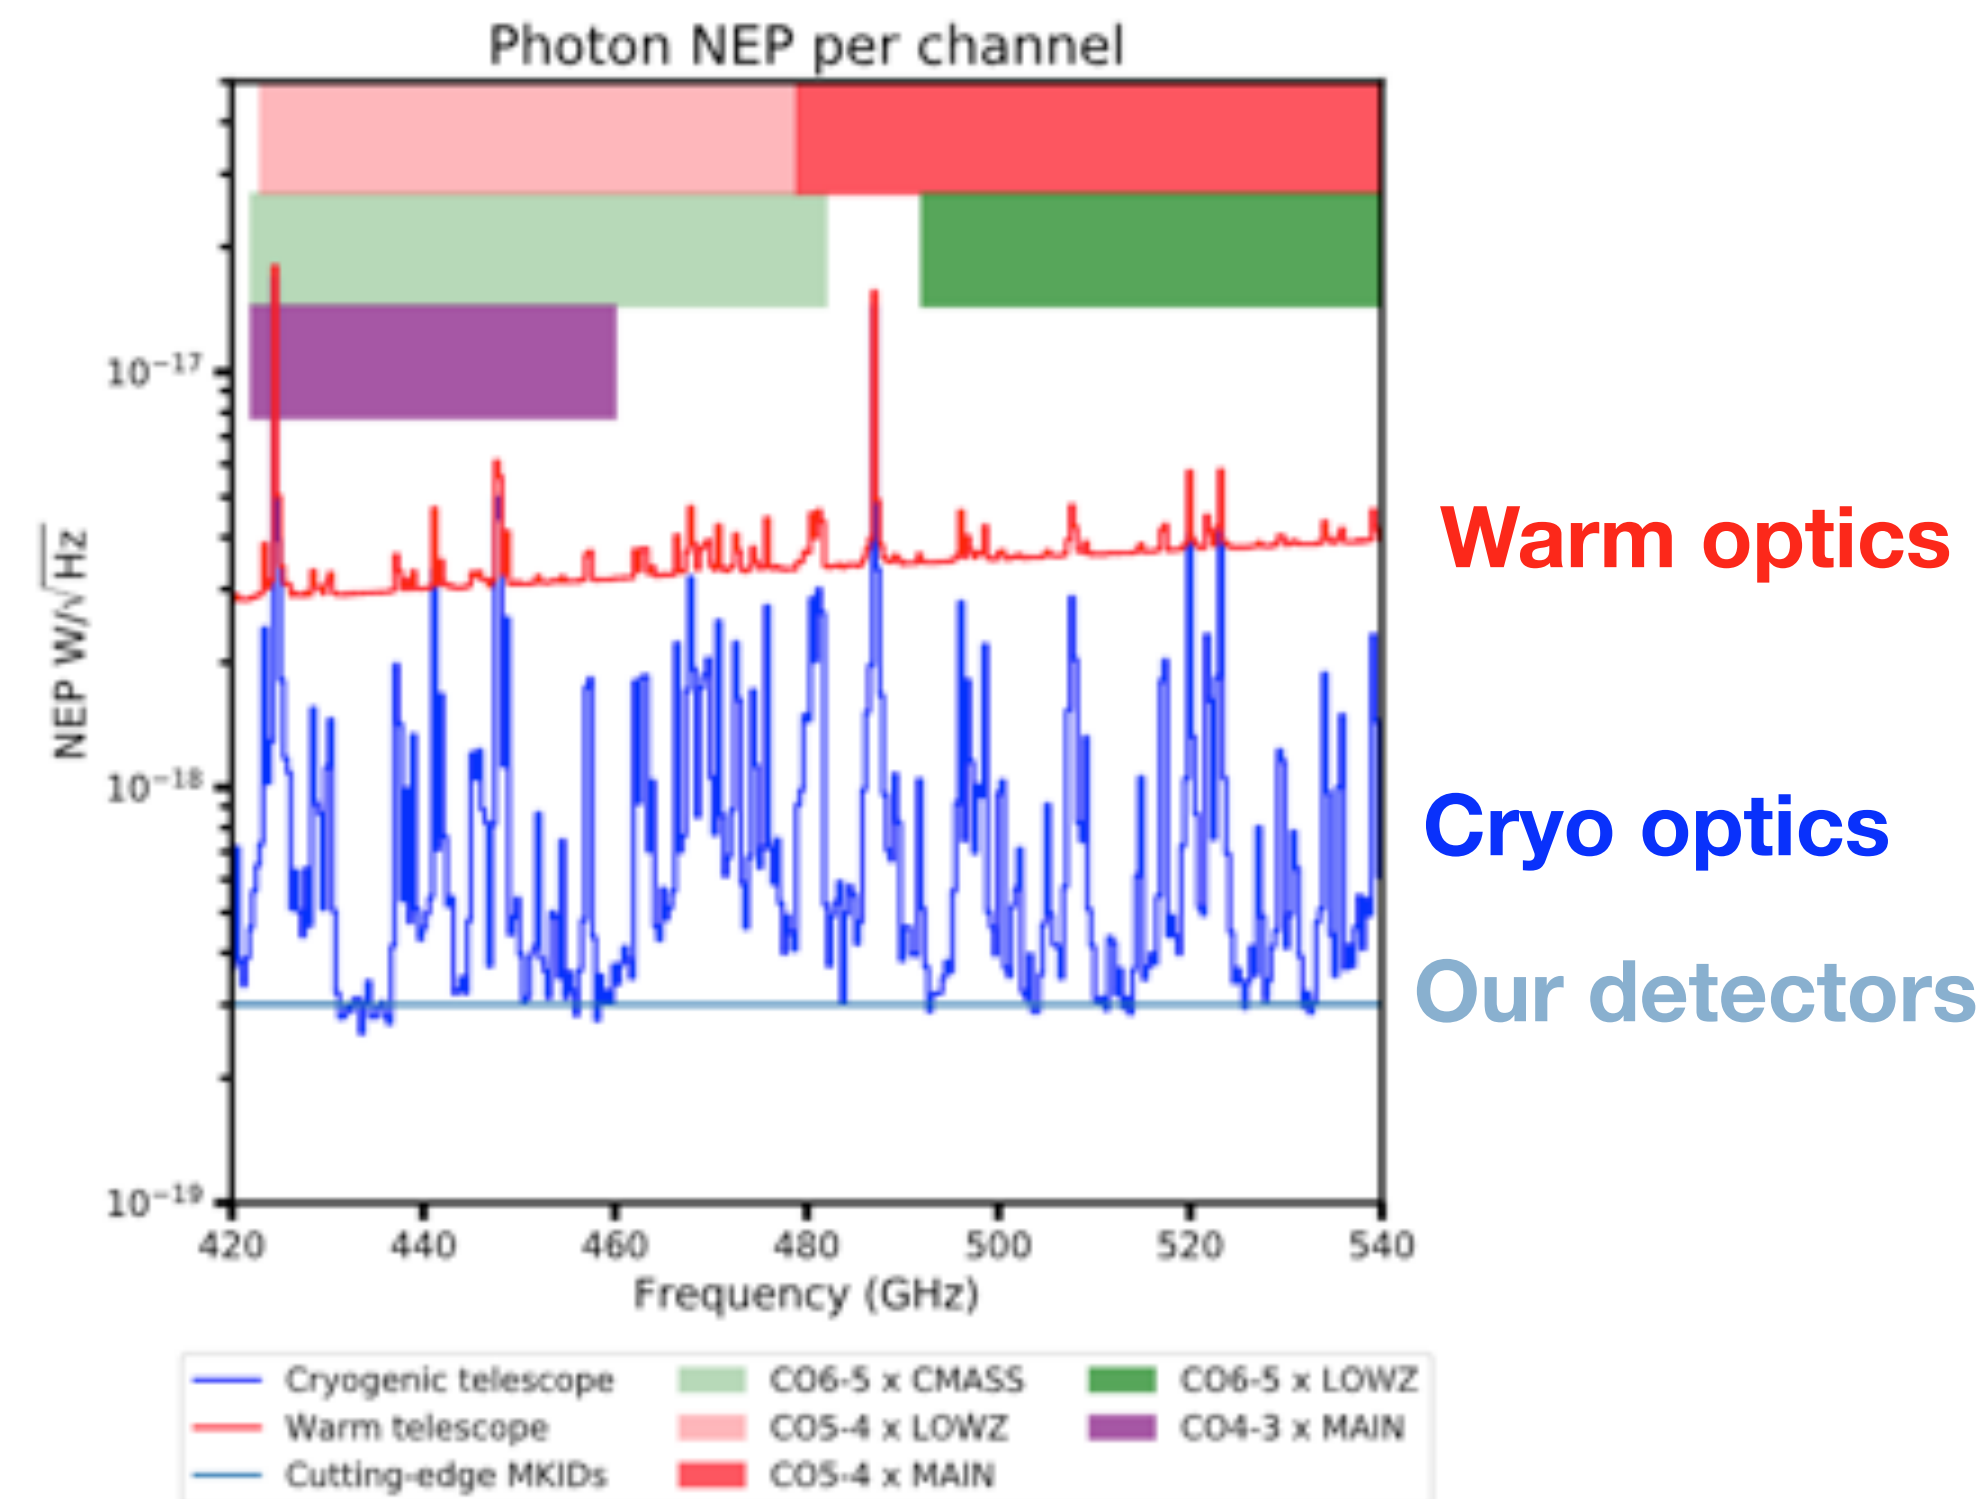 Photon NEP per channel
NEP W/√Hz
10⁻¹⁷
10⁻¹⁸
10⁻¹⁹
420 440 460 480 500 520 540
Frequency (GHz)
Warm optics
Cryo optics
Our detectors
Cryogenic telescope
Warm telescope
Cutting-edge MKIDs
CO6-5 x CMASS
CO5-4 x LOWZ
CO5-4 x MAIN
CO6-5 x LOWZ
CO4-3 x MAIN